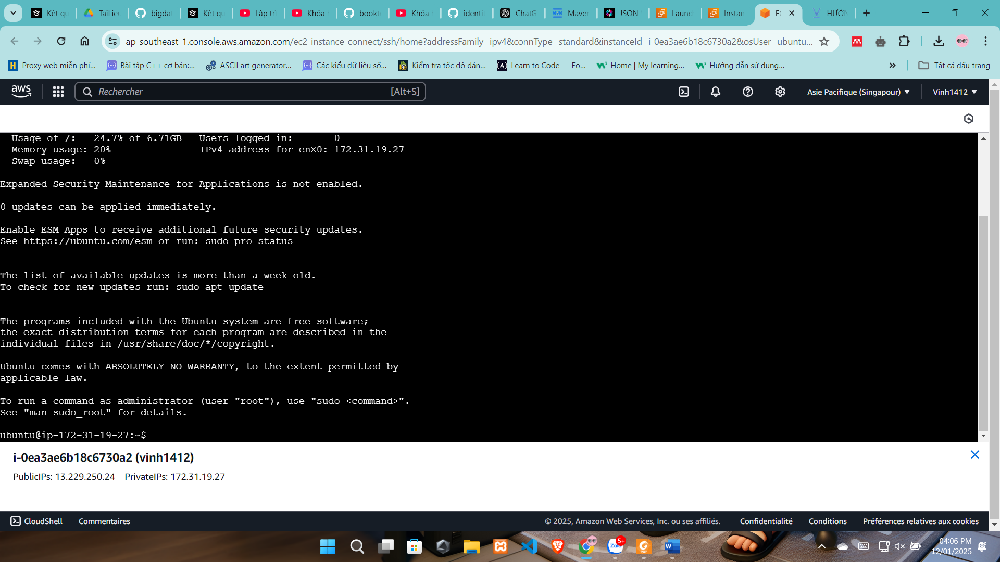 Kết qu
TaiLieu
bigdat
Kết qu
Lập trì
Khóa
bookt
Khóa
identit
ChatG
Maven
JSON
Launch
Instan
EC
HƯỚN
ap-southeast-1.console.aws.amazon.com/ec2-instance-connect/ssh/home?addressFamily=ipv4&connType=standard&instanceId=i-0ea3ae6b18c6730a2&osUser=ubuntu...
Proxy web miễn phí...
Bài tập C++ cơ bản:...
ASCII art generator...
Các kiểu dữ liệu số...
Kiểm tra tốc độ đán...
Learn to Code — Fo...
Home | My learning...
Hướng dẫn sử dụng...
Tất cả dấu trang
aws
Rechercher [Alt+S]
Asie Pacifique (Singapour)
Vinh1412
Usage of /: 24.7% of 6.71GB Users logged in: 0
Memory usage: 20% IPv4 address for enX0: 172.31.19.27
Swap usage: 0%
Expanded Security Maintenance for Applications is not enabled.
0 updates can be applied immediately.
Enable ESM Apps to receive additional future security updates.
See https://ubuntu.com/esm or run: sudo pro status
The list of available updates is more than a week old.
To check for new updates run: sudo apt update
The programs included with the Ubuntu system are free software;
the exact distribution terms for each program are described in the
individual files in /usr/share/doc/*/copyright.
Ubuntu comes with ABSOLUTELY NO WARRANTY, to the extent permitted by
applicable law.
To run a command as administrator (user "root"), use "sudo <command>".
See "man sudo_root" for details.
ubuntu@ip-172-31-19-27:~$
i-0ea3ae6b18c6730a2 (vinh1412)
PublicIPs: 13.229.250.24 PrivateIPs: 172.31.19.27
CloudShell
Commentaires
© 2025, Amazon Web Services, Inc. ou ses affiliés.
Confidentialité
Conditions
Préférences relatives aux cookies
Zalo
5+
PDF
W
04:06 PM
12/01/2025